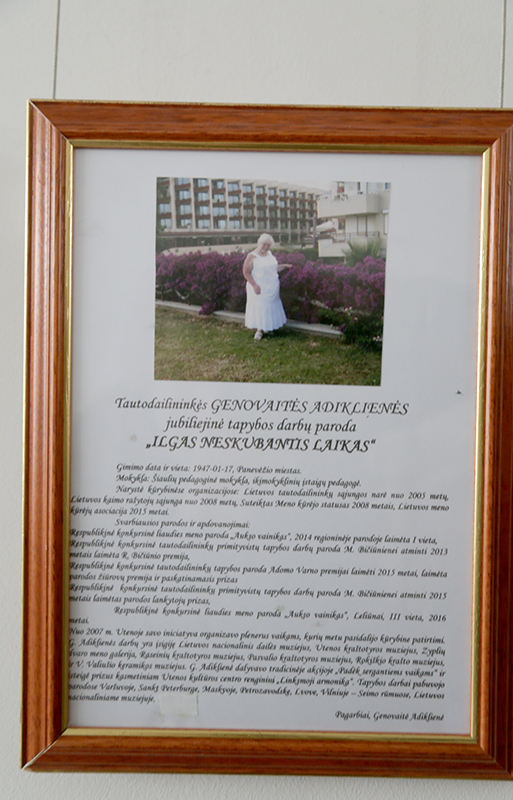 Tautodailininkės GENOVAITĖS ADIKLIENĖS
jubiliejinė tapybos darbų paroda
„ILGAS NESKUBANTIS LAIKAS“
Gimimo data ir vieta: 1947-01-17, Panevėžio miestas.
Mokykla: Šiaulių pedagoginė mokykla, ikimokyklinių įstaigų pedagogė.
Narystė kūrybinėse organizacijose: Lietuvos tautodailininkų sąjungos narė nuo 2005 metų,
Lietuvos kaimo rašytojų sąjunga nuo 2008 metų, Suteiktas Meno kūrėjo statusas 2008 metais, Lietuvos meno
kūrėjų asociacija 2015 metai.
Svarbiausios parodos ir apdovanojimai:
Respublikinė konkursinė liaudies meno paroda „Aukso vainikas“, 2014 regioninėje parodoje laimėta I vieta,
Respublikinė konkursinė tautodailininkų primityvistų tapybos darbų paroda M. Bičiūnienei atminti 2013
metais laimėta R. Bičiūnio premija,
Respublikinė konkursinė tautodailininkų tapybos paroda Adomo Varno premijai laimėti 2015 metai, laimėta
parodos žiūrovų premija ir paskatinamasis prizas
Respublikinė konkursinė tautodailininkų primityvistų tapybos darbų paroda M. Bičiūnienei atminti 2015
metais laimėtas parodos lankytojų prizas,
Respublikinė konkursinė liaudies meno paroda „Aukso vainikas“, Leliūnai, III vieta, 2016
metai.
Nuo 2007 m. Utenoje savo iniciatyva organizavo plenerus vaikams, kurių metu pasidalijo kūrybine patirtimi.
G. Adiklienės darbų yra įsigiję Lietuvos nacionalinis dailės muziejus, Utenos kraštotyros muziejus, Zyplių
dvaro meno galerija, Raseinių kraštotyros muziejus, Purvalio kraštotyros muziejus, Rokiškio krašto muziejus,
ir V. Valiulio keramikos muziejus. G. Adiklienė dalyvavo tradicinėje akcijoje „Padėk sergantiems vaikams“ ir
įsteigė prizus kasmetiniam Utenos kultūros centro renginiui „Linksmoji armonika“. Tapybos darbai pabuvojo
parodose Varšuvoje, Sankt Peterburge, Maskvoje, Petrozavodske, Lvove, Vilniuje – Seimo rūmuose, Lietuvos
nacionaliniame muziejuje.
Pagarbiai, Genovaitė Adiklienė